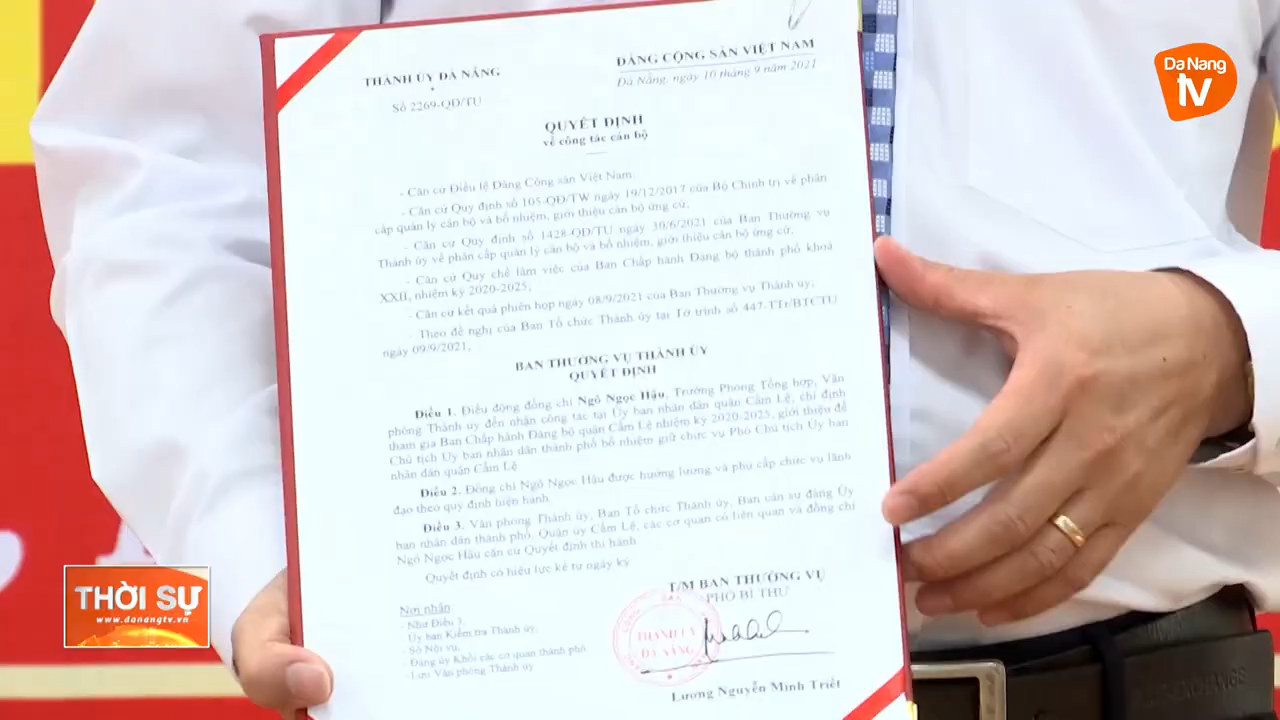 THÀNH ỦY ĐÀ NẴNG
Số 2269-QĐ/TU
ĐẢNG CỘNG SẢN VIỆT NAM
Đà Nẵng, ngày 10 tháng 9 năm 2021
QUYẾT ĐỊNH
về công tác cán bộ
- Căn cứ Điều lệ Đảng Cộng sản Việt Nam;
- Căn cứ Quy định số 105-QĐ/TW ngày 19/12/2017 của Bộ Chính trị về phân
cấp quản lý cán bộ và bổ nhiệm, giới thiệu cán bộ ứng cử;
- Căn cứ Quy định số 1428-QĐ/TU ngày 30/6/2021 của Ban Thường vụ
Thành ủy về phân cấp quản lý cán bộ và bổ nhiệm, giới thiệu cán bộ ứng cử;
- Căn cứ Quy chế làm việc của Ban Chấp hành Đảng bộ thành phố khoá
XXII, nhiệm kỳ 2020-2025;
- Căn cứ kết quả phiên họp ngày 08/9/2021 của Ban Thường vụ Thành ủy;
- Theo đề nghị của Ban Tổ chức Thành ủy tại Tờ trình số 447-TTr/BTCTU
ngày 09/9/2021,
BAN THƯỜNG VỤ THÀNH ỦY
QUYẾT ĐỊNH
Điều 1. Điều động đồng chí Ngô Ngọc Hậu, Trưởng Phòng Tổng hợp, Văn
phòng Thành ủy đến nhận công tác tại Ủy ban nhân dân quận Cẩm Lệ, chỉ định
tham gia Ban Chấp hành Đảng bộ quận Cẩm Lệ nhiệm kỳ 2020-2025, giới thiệu để
Chủ tịch Ủy ban nhân dân thành phố bổ nhiệm giữ chức vụ Phó Chủ tịch Ủy ban
nhân dân quận Cẩm Lệ
Điều 2. Đồng chí Ngô Ngọc Hậu được hưởng lương và phụ cấp chức vụ lãnh
đạo theo quy định hiện hành
Điều 3. Văn phòng Thành ủy, Ban Tổ chức Thành ủy, Ban cán sự đảng Ủy
ban nhân dân thành phố, Quận ủy Cẩm Lệ, các cơ quan có liên quan và đồng chí
Ngô Ngọc Hậu căn cứ Quyết định thi hành
Quyết định có hiệu lực kể từ ngày ký
Nơi nhận:
- Như Điều 3,
- Ủy ban Kiểm tra Thành ủy,
- Sở Nội vụ,
- Đảng ủy Khối các cơ quan thành phố,
- Lưu Văn phòng Thành ủy
T/M BAN THƯỜNG VỤ
PHÓ BÍ THƯ
THÀNH ỦY
ĐÀ NẴNG
Lương Nguyễn Minh Triết
Da Nang
tv
THỜI SỰ
www.danangtv.vn